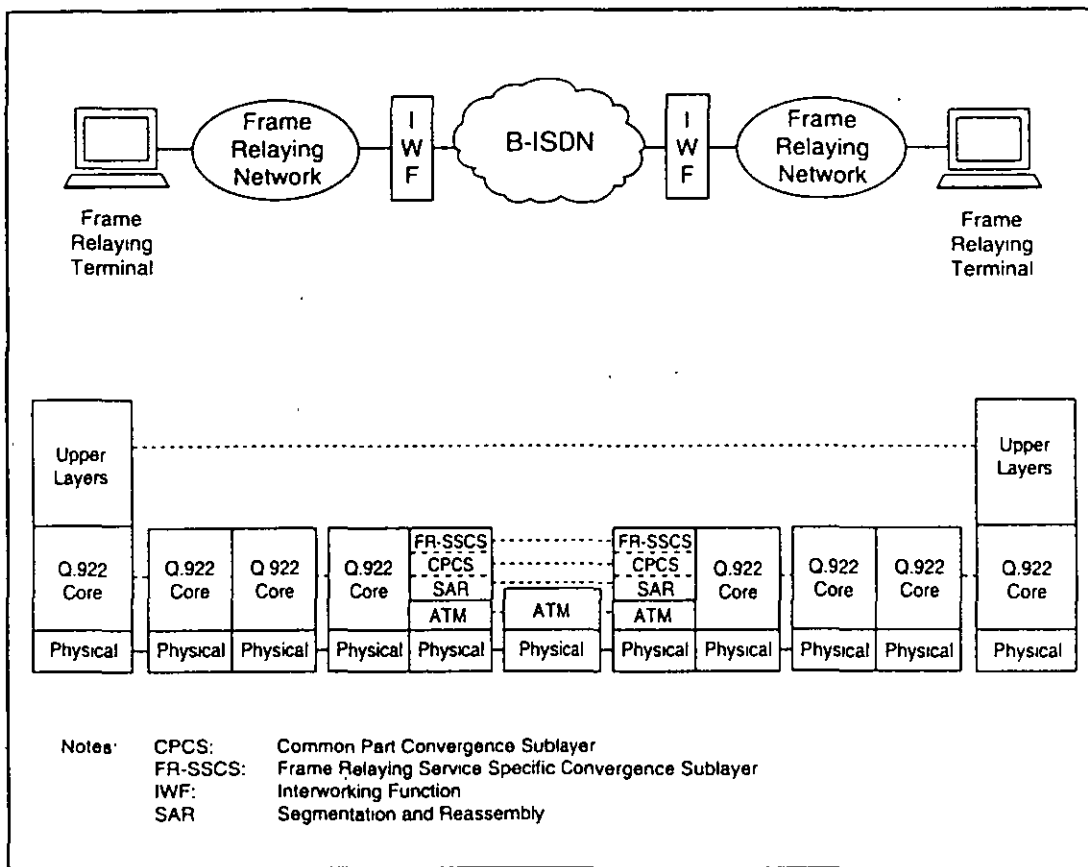 Frame
Relaying
Network
I
W
F
B-ISDN
I
W
F
Frame
Relaying
Network
Frame
Relaying
Terminal
Frame
Relaying
Terminal
Upper
Layers
Upper
Layers
Q.922
Core
Q.922
Core
Q 922
Core
Q.922
Core
FR-SSCS
CPCS
SAR
ATM
ATM
FR-SSCS
CPCS
SAR
ATM
Q.922
Core
Q.922
Core
Q.922
Core
Q.922
Core
Physical
Physical
Physical
Physical
Physical
Physical
Physical
Physical
Physical
Physical
Physical
Notes:
CPCS: Common Part Convergence Sublayer
FR-SSCS: Frame Relaying Service Specific Convergence Sublayer
IWF: Interworking Function
SAR Segmentation and Reassembly